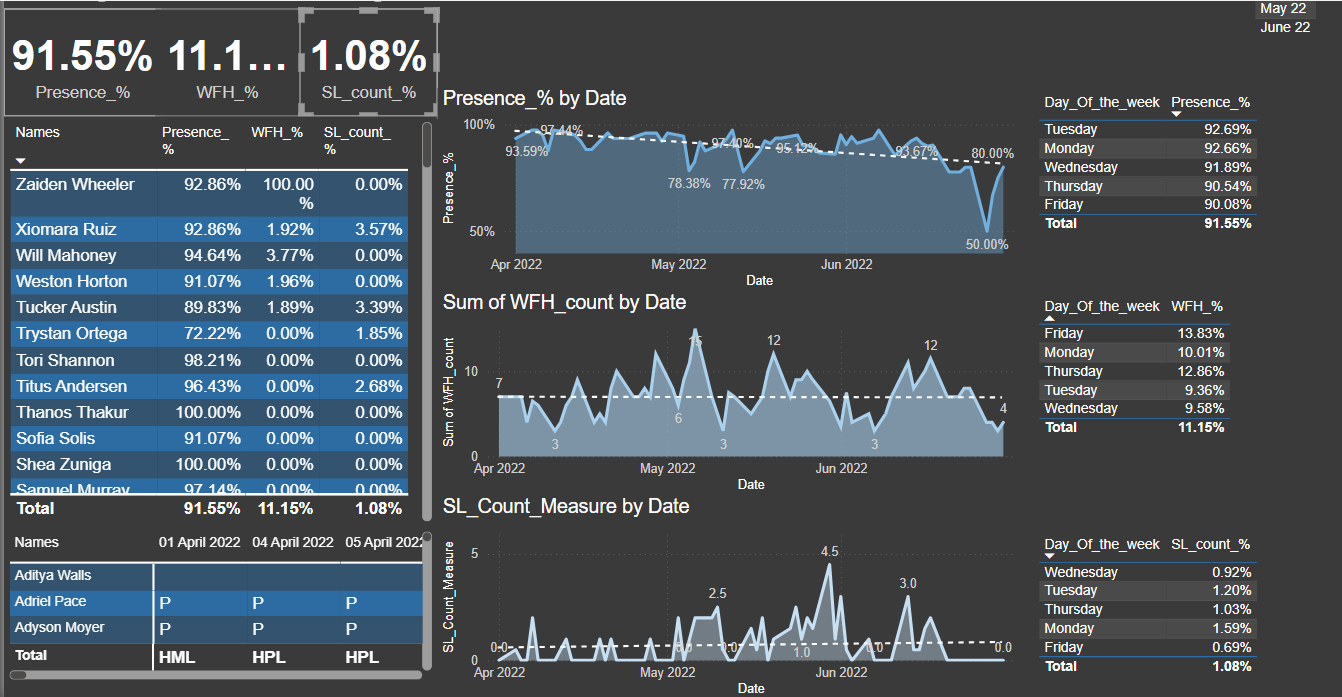 May 22
June 22
91.55% 11.1... 1.08%
Presence_% WFH_% SL_count_%
Names Presence_% WFH_% SL_count_%
Zaiden Wheeler 92.86% 100.00% 0.00%
Xiomara Ruiz 92.86% 1.92% 3.57%
Will Mahoney 94.64% 3.77% 0.00%
Weston Horton 91.07% 1.96% 0.00%
Tucker Austin 89.83% 1.89% 3.39%
Trystan Ortega 72.22% 0.00% 1.85%
Tori Shannon 98.21% 0.00% 0.00%
Titus Andersen 96.43% 0.00% 2.68%
Thanos Thakur 100.00% 0.00% 0.00%
Sofia Solis 91.07% 0.00% 0.00%
Shea Zuniga 100.00% 0.00% 0.00%
Samuel Murray 97.14% 0.00% 0.00%
Total 91.55% 11.15% 1.08%
Names 01 April 2022 04 April 2022 05 April 2022
Aditya Walls
Adriel Pace P P P
Adyson Moyer P P P
Total HML HPL HPL
Presence_% by Date
Presence_%
100%
50%
93.59% 97.44% 78.38% 97.40% 77.92% 95.12% 93.67% 80.00% 50.00%
Apr 2022 May 2022 Jun 2022
Date
Sum of WFH_count by Date
Sum of WFH_count
10
0
7 3 6 15 3 12 3 12 4
Apr 2022 May 2022 Jun 2022
Date
SL_Count_Measure by Date
SL_Count_Measure
5
0
0.0 0.0 2.5 0.0 1.0 4.5 0.0 3.0 0.0
Apr 2022 May 2022 Jun 2022
Date
Day_Of_the_week Presence_%
Tuesday 92.69%
Monday 92.66%
Wednesday 91.89%
Thursday 90.54%
Friday 90.08%
Total 91.55%
Day_Of_the_week WFH_%
Friday 13.83%
Monday 10.01%
Thursday 12.86%
Tuesday 9.36%
Wednesday 9.58%
Total 11.15%
Day_Of_the_week SL_count_%
Wednesday 0.92%
Tuesday 1.20%
Thursday 1.03%
Monday 1.59%
Friday 0.69%
Total 1.08%